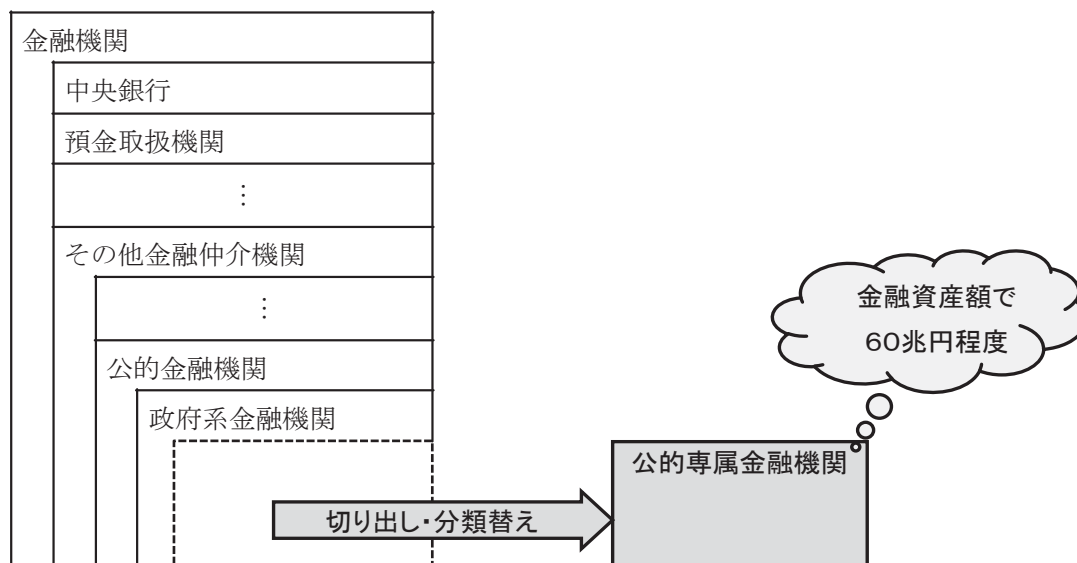 金融機関
中央銀行
預金取扱機関
⋮
その他金融仲介機関
⋮
公的金融機関
政府系金融機関
切り出し・分類替え
公的専属金融機関
金融資産額で
60兆円程度